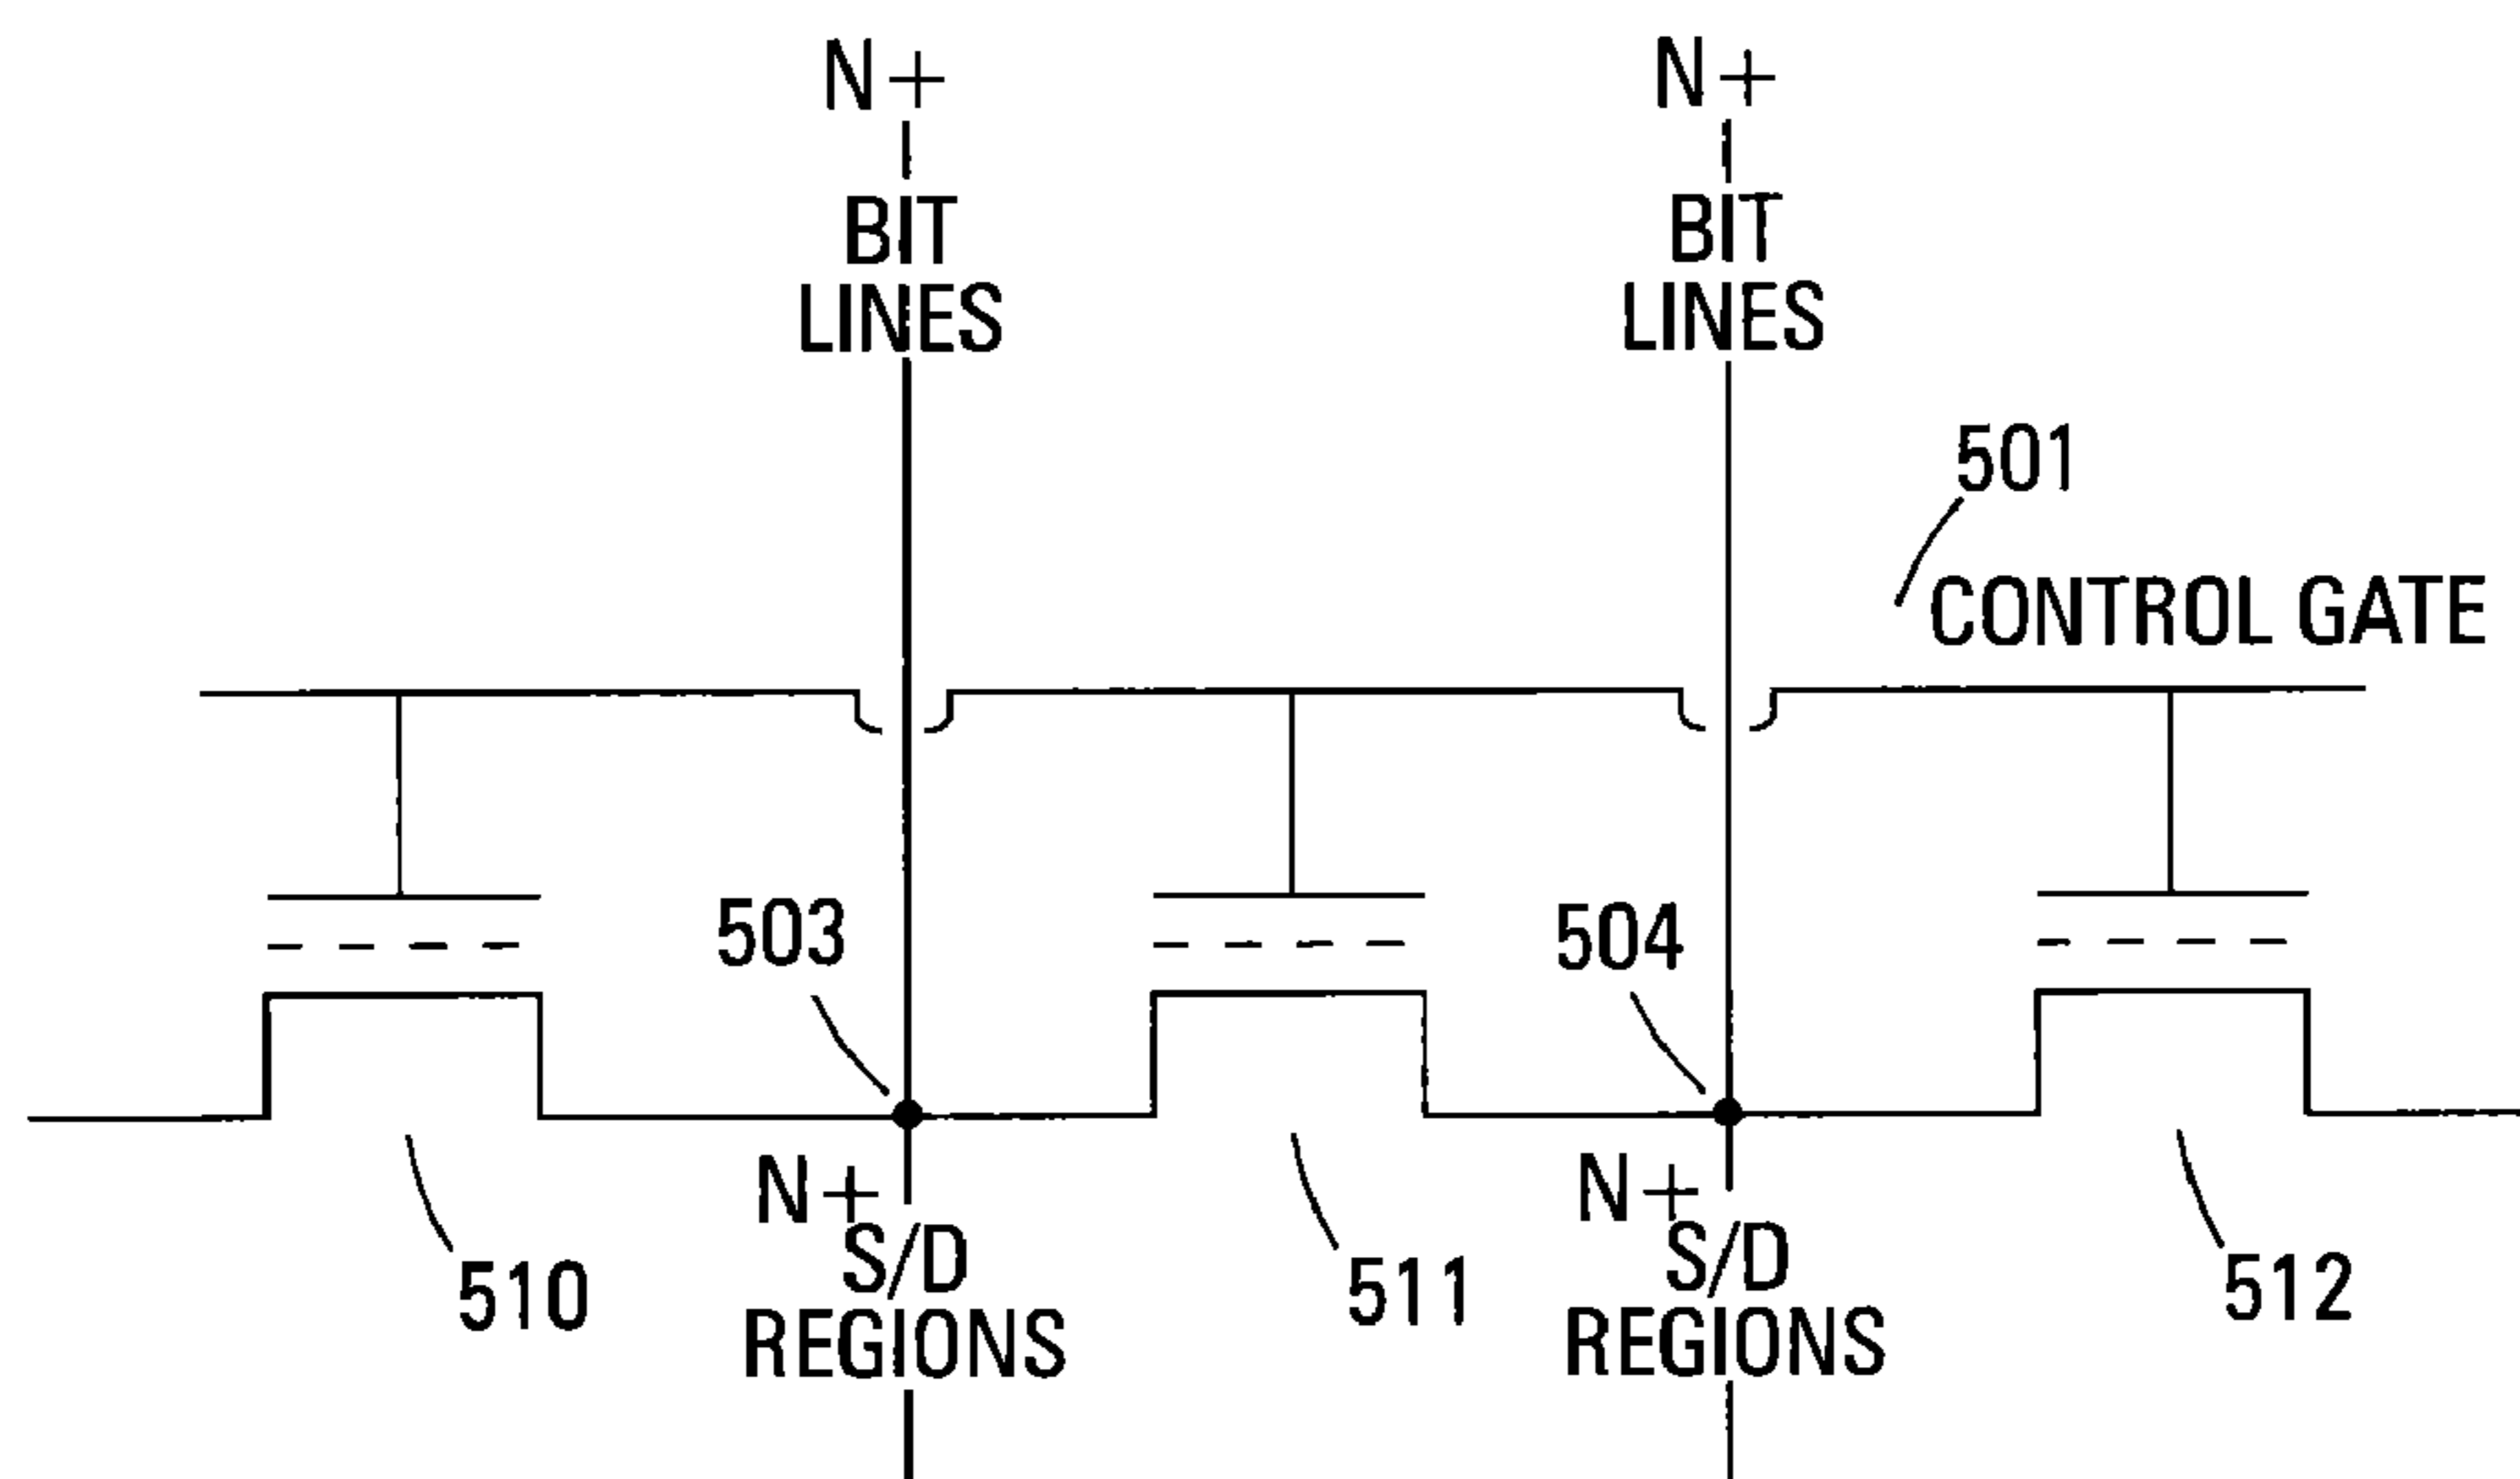 N+
BIT
LINES
N+
BIT
LINES
501
CONTROL GATE
503
504
N+
S/D
REGIONS
N+
S/D
REGIONS
510
511
512